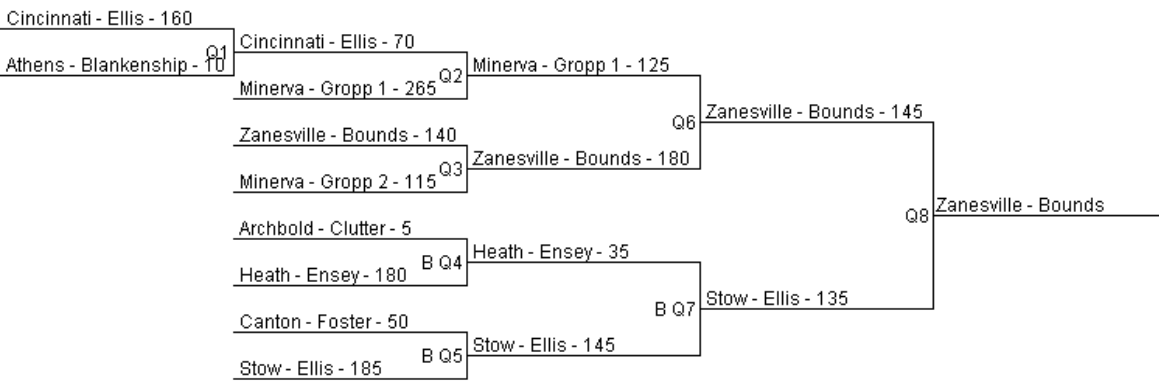 Cincinnati - Ellis - 160
Q1
Athens - Blankenship - 10
Cincinnati - Ellis - 70
Q2
Minerva - Gropp 1 - 265
Zanesville - Bounds - 140
Q3
Minerva - Gropp 2 - 115
Archbold - Clutter - 5
B Q4
Heath - Ensey - 180
Canton - Foster - 50
B Q5
Stow - Ellis - 185
Minerva - Gropp 1 - 125
Q6
Zanesville - Bounds - 180
Heath - Ensey - 35
B Q7
Stow - Ellis - 145
Zanesville - Bounds - 145
Q8
Stow - Ellis - 135
Zanesville - Bounds